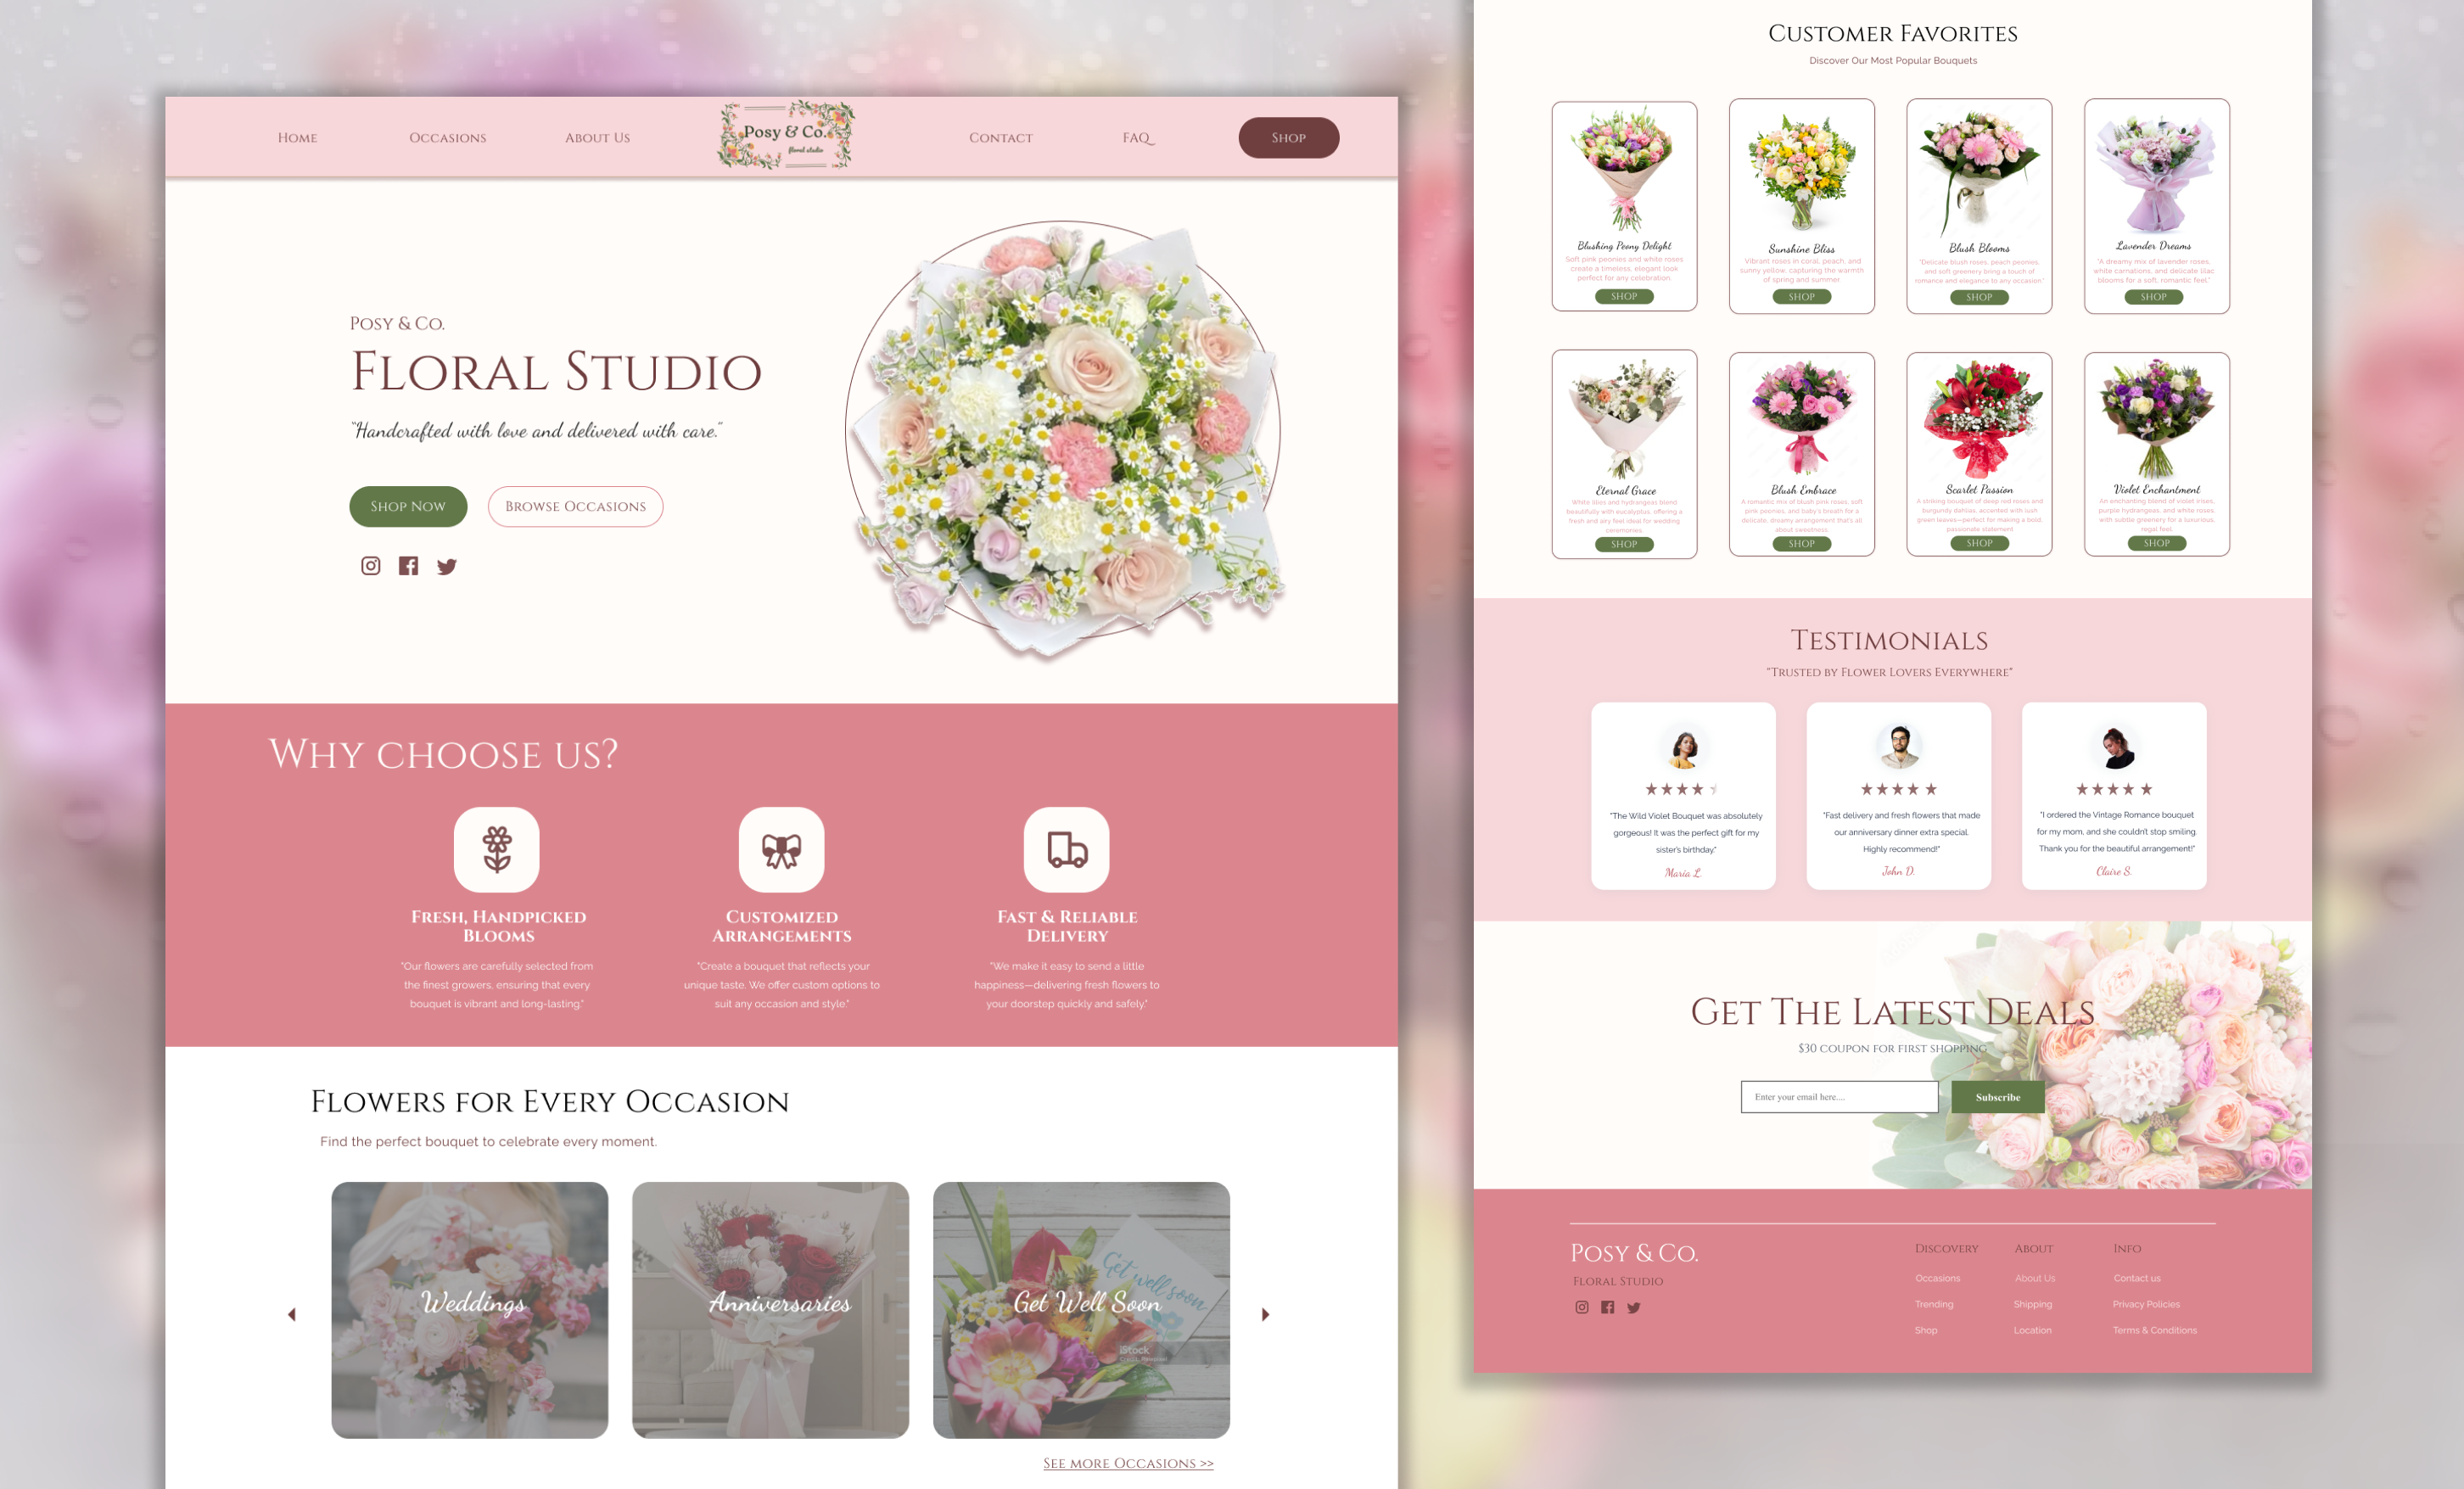 Home
Occasions
About Us
Posy & Co.
floral studio
Contact
FAQ
Shop
Posy & Co.
Floral Studio
"Handcrafted with love and delivered with care."
Shop Now
Browse Occasions
Why choose us?
Fresh, Handpicked
Blooms
"Our flowers are carefully selected from
the finest growers, ensuring that every
bouquet is vibrant and long-lasting."
Customized
Arrangements
"Create a bouquet that reflects your
unique taste. We offer custom options to
suit any occasion and style."
Fast & Reliable
Delivery
"We make it easy to send a little
happiness—delivering fresh flowers to
your doorstep quickly and safely."
Flowers for Every Occasion
Find the perfect bouquet to celebrate every moment.
Weddings
Anniversaries
Get well soon
Get Well Soon
iStock
See more Occasions >>
Customer Favorites
Discover Our Most Popular Bouquets
Blushing Peony Delight
Soft pink peonies and white roses
create a timeless, elegant look
perfect for any celebration.
SHOP
Sunshine Bliss
Vibrant roses in coral, peach, and
sunny yellow, capturing the warmth
of spring and summer
SHOP
Blush Blooms
"Delicate blush roses, peach peonies,
and soft greenery bring a touch of
romance and elegance to any occasion"
SHOP
Lavender Dreams
"A dreamy mix of lavender roses,
white carnations, and delicate lilac
blooms for a soft, romantic feel."
SHOP
Eternal Grace
White lilies and hydrangeas blend
beautifully with eucalyptus, offering a
fresh and airy feel ideal for wedding
ceremonies.
SHOP
Blush Embrace
A romantic mix of blush pink roses, soft
pink peonies, and baby's breath for a
delicate, dreamy arrangement that's all
about sweetness.
SHOP
Scarlet Passion
A striking bouquet of deep red roses and
burgundy dahlias, accented with lush
green leaves—perfect for making a bold,
passionate statement.
SHOP
Violet Enchantment
An enchanting blend of violet irises,
purple hydrangeas, and white roses
with subtle greenery for a luxurious,
regal feel.
SHOP
Testimonials
"Trusted by Flower Lovers Everywhere"
"The Wild Violet Bouquet was absolutely
gorgeous! It was the perfect gift for my
sister's birthday."
Maria L.
"Fast delivery and fresh flowers that made
our anniversary dinner extra special.
Highly recommend!"
John D.
"I ordered the Vintage Romance bouquet
for my mom, and she couldn't stop smiling.
Thank you for the beautiful arrangement!"
Claire S.
Get The Latest Deals
$30 coupon for first shopping
Enter your email here....
Subscribe
Posy & Co.
Floral Studio
Discovery
Occasions
Trending
Shop
About
About Us
Shipping
Location
Info
Contact us
Privacy Policies
Terms & Conditions